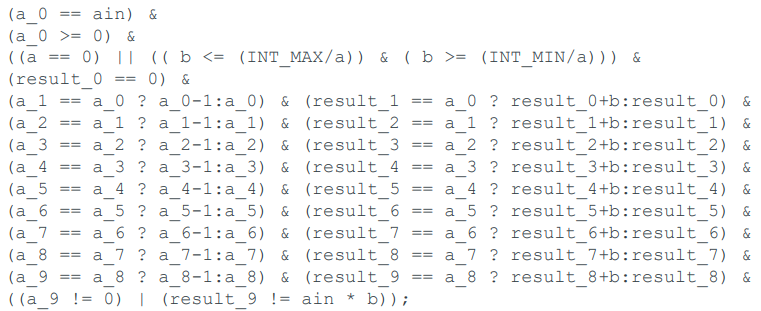 (a_0 == ain) &
(a_0 >= 0) &
((a == 0) || (( b <= (INT_MAX/a)) & ( b >= (INT_MIN/a))) &
(result_0 == 0) &
(a_1 == a_0 ? a_0-1:a_0) & (result_1 == a_0 ? result_0+b:result_0) &
(a_2 == a_1 ? a_1-1:a_1) & (result_2 == a_1 ? result_1+b:result_1) &
(a_3 == a_2 ? a_2-1:a_2) & (result_3 == a_2 ? result_2+b:result_2) &
(a_4 == a_3 ? a_3-1:a_3) & (result_4 == a_3 ? result_3+b:result_3) &
(a_5 == a_4 ? a_4-1:a_4) & (result_5 == a_4 ? result_4+b:result_4) &
(a_6 == a_5 ? a_5-1:a_5) & (result_6 == a_5 ? result_5+b:result_5) &
(a_7 == a_6 ? a_6-1:a_6) & (result_7 == a_6 ? result_6+b:result_6) &
(a_8 == a_7 ? a_7-1:a_7) & (result_8 == a_7 ? result_7+b:result_7) &
(a_9 == a_8 ? a_8-1:a_8) & (result_9 == a_8 ? result_8+b:result_8) &
((a_9 != 0) | (result_9 != ain * b));